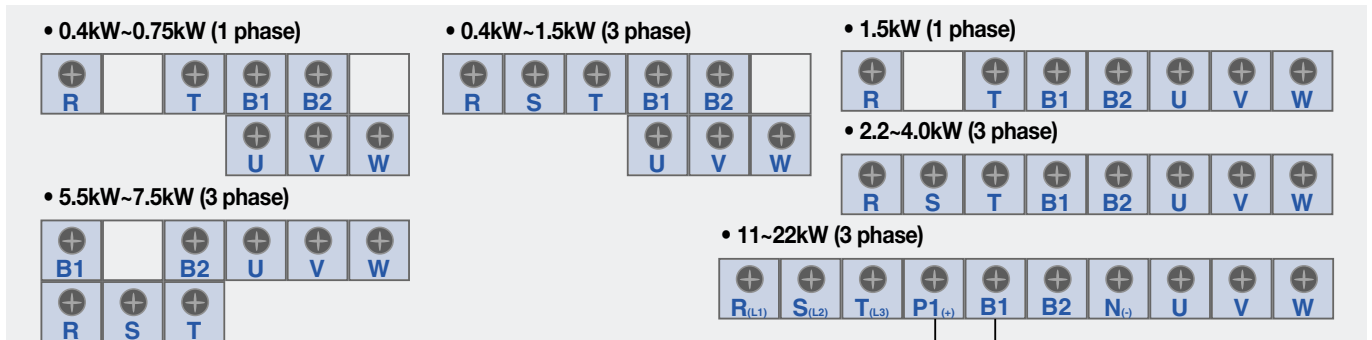 • 0.4kW~0.75kW (1 phase)
R T B1 B2
U V W
• 0.4kW~1.5kW (3 phase)
R S T B1 B2
U V W
• 1.5kW (1 phase)
R T B1 B2 U V W
• 2.2~4.0kW (3 phase)
R S T B1 B2 U V W
• 5.5kW~7.5kW (3 phase)
B1 B2 U V W
R S T
• 11~22kW (3 phase)
R(L1) S(L2) T(L3) P1(+) B1 B2 N(-) U V W